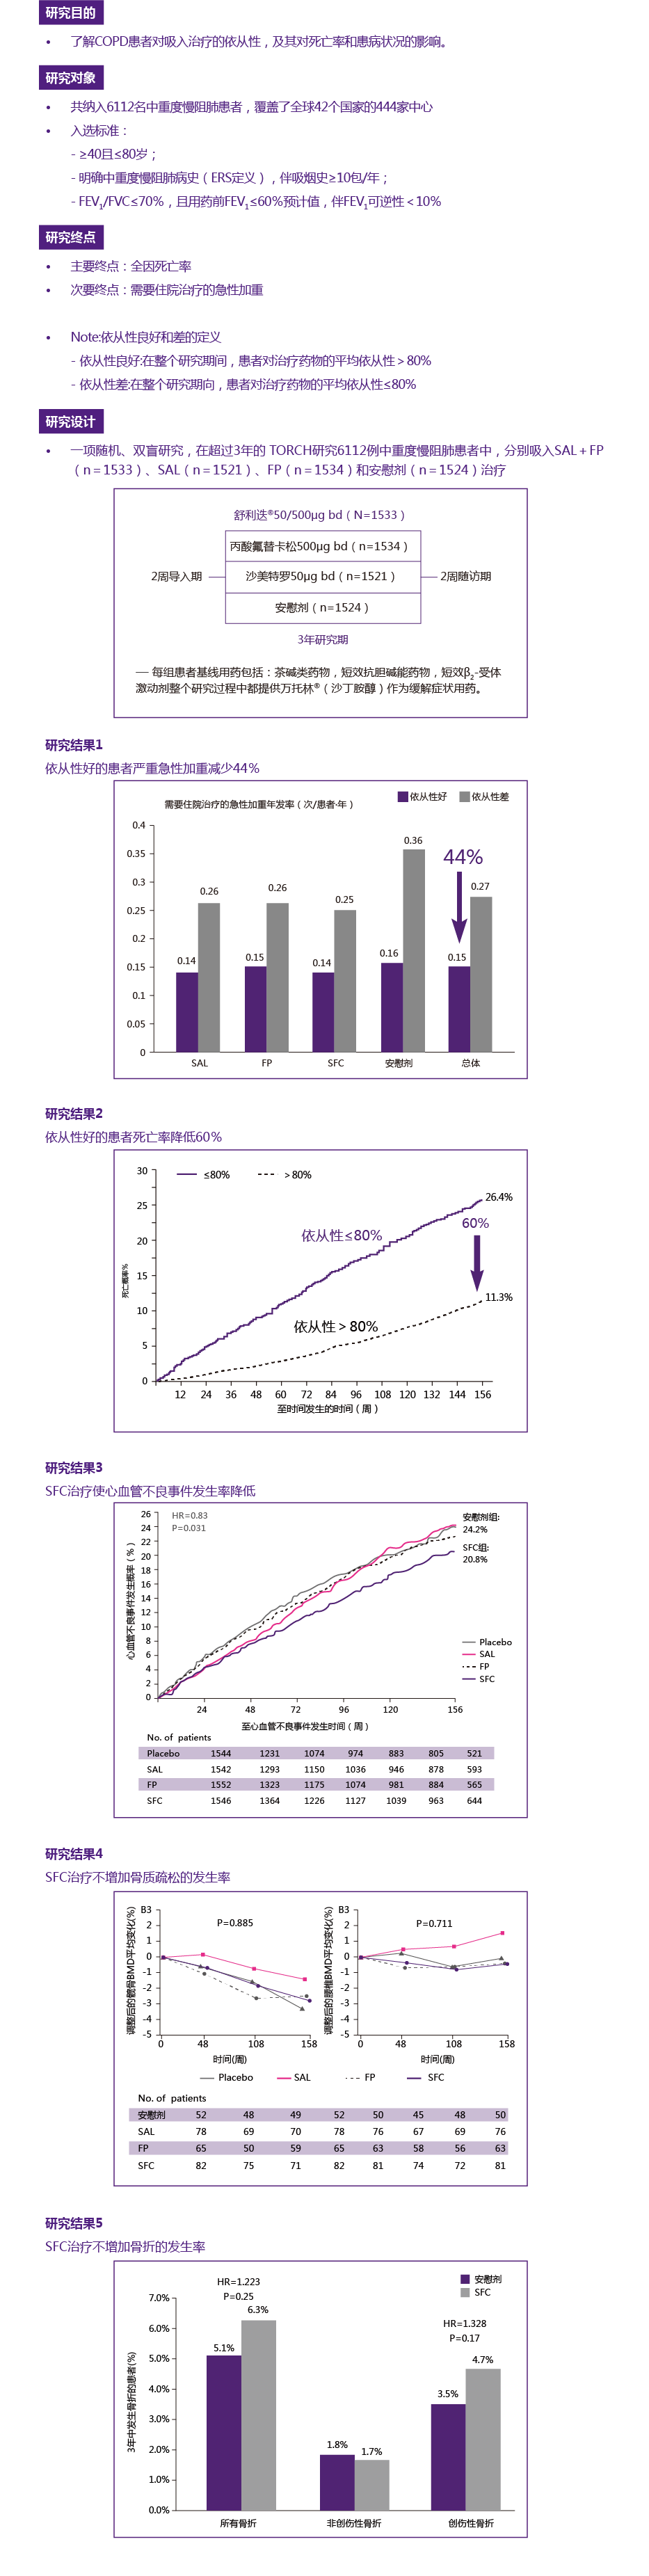 研究目的
• 了解COPD患者对吸入治疗的依从性，及其对死亡率和患病状况的影响。
研究对象
• 共纳入6112名中重度慢阻肺患者，覆盖了全球42个国家的444家中心
• 入选标准：
- ≥40且≤80岁；
- 明确中重度慢阻肺病史（ERS定义），伴吸烟史≥10包/年；
- FEV1/FVC≤70%，且用药前FEV1≤60%预计值，伴FEV1可逆性＜10%
研究终点
• 主要终点：全因死亡率
• 次要终点：需要住院治疗的急性加重
• Note:依从性良好和差的定义
- 依从性良好:在整个研究期间，患者对治疗药物的平均依从性＞80%
- 依从性差:在整个研究期向，患者对治疗药物的平均依从性≤80%
研究设计
• 一项随机、双盲研究，在超过3年的 TORCH研究6112例中重度慢阻肺患者中，分别吸入SAL＋FP
（n＝1533）、SAL（n＝1521）、FP（n＝1534）和安慰剂（n＝1524）治疗
舒利迭®50/500μg bd（N=1533）
丙酸氟替卡松500μg bd（n=1534）
2周导入期 沙美特罗50μg bd（n=1521） 2周随访期
安慰剂（n=1524）
3年研究期
— 每组患者基线用药包括：茶碱类药物，短效抗胆碱能药物，短效β2-受体
激动剂整个研究过程中都提供万托林®（沙丁胺醇）作为缓解症状用药。
研究结果1
依从性好的患者严重急性加重减少44%
依从性好 依从性差
需要住院治疗的急性加重年发率（次/患者·年）
0.4
0.35
0.3
0.25
0.2
0.15
0.1
0.05
0
0.14 0.26
0.15 0.26
0.14 0.25
0.16 0.36
0.15 0.27
44%
SAL FP SFC 安慰剂 总体
研究结果2
依从性好的患者死亡率降低60%
≤80% ＞80%
死亡概率%
30
25
20
15
10
5
0
26.4%
60%
依从性≤80%
11.3%
依从性＞80%
12 24 36 48 60 72 84 96 108 120 132 144 156
至时间发生的时间（周）
研究结果3
SFC治疗使心血管不良事件发生率降低
HR=0.83
P=0.031
安慰剂组:
24.2%
SFC组:
20.8%
心血管不良事件发生概率（%）
26
24
22
20
18
16
14
12
10
8
6
4
2
0
Placebo
SAL
FP
SFC
24 48 72 96 120 156
至心血管不良事件发生时间（周）
No. of patients
Placebo 1544 1231 1074 974 883 805 521
SAL 1542 1293 1150 1036 946 878 593
FP 1552 1323 1175 1074 981 884 565
SFC 1546 1364 1226 1127 1039 963 644
研究结果4
SFC治疗不增加骨质疏松的发生率
调整后的髋骨BMD平均变化(%)
B3
2
1
0
-1
-2
-3
-4
-5
P=0.885
0 48 108 158
时间(周)
调整后的腰椎BMD平均变化(%)
B3
2
1
0
-1
-2
-3
-4
-5
P=0.711
0 48 108 158
时间(周)
Placebo SAL FP SFC
No. of patients
安慰剂 52 48 49 52 50 45 48 50
SAL 78 69 70 78 76 67 69 76
FP 65 50 59 65 63 58 56 63
SFC 82 75 71 82 81 74 72 81
研究结果5
SFC治疗不增加骨折的发生率
安慰剂
SFC
3年中发生骨折的患者(%)
7.0%
6.0%
5.0%
4.0%
3.0%
2.0%
1.0%
0.0%
HR=1.223
P=0.25
5.1% 6.3%
1.8% 1.7%
HR=1.328
P=0.17
3.5% 4.7%
所有骨折 非创伤性骨折 创伤性骨折